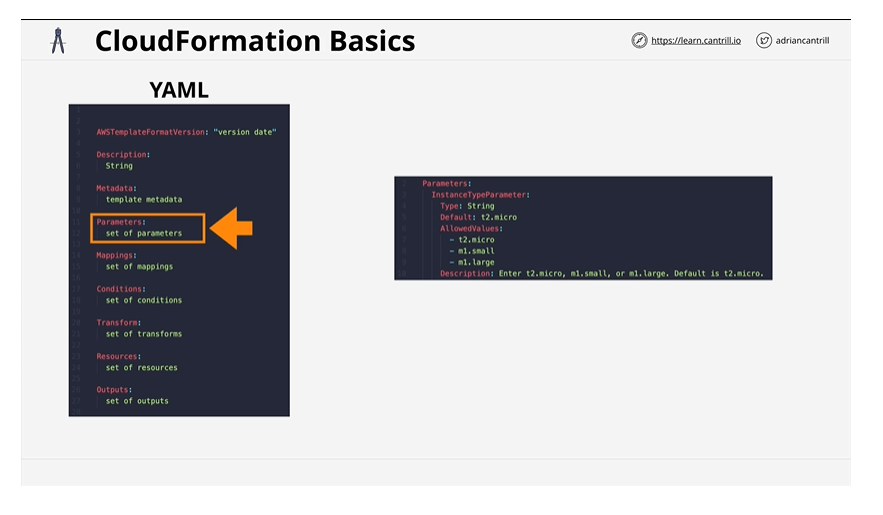 CloudFormation Basics
https://learn.cantrill.io
adriancantrill
YAML
AWSTemplateFormatVersion: "version date"
Description:
String
Metadata:
template metadata
Parameters:
set of parameters
Mappings:
set of mappings
Conditions:
set of conditions
Transform:
set of transforms
Resources:
set of resources
Outputs:
set of outputs
Parameters:
InstanceTypeParameter:
Type: String
Default: t2.micro
AllowedValues:
- t2.micro
- m1.small
- m1.large
Description: Enter t2.micro, m1.small, or m1.large. Default is t2.micro.